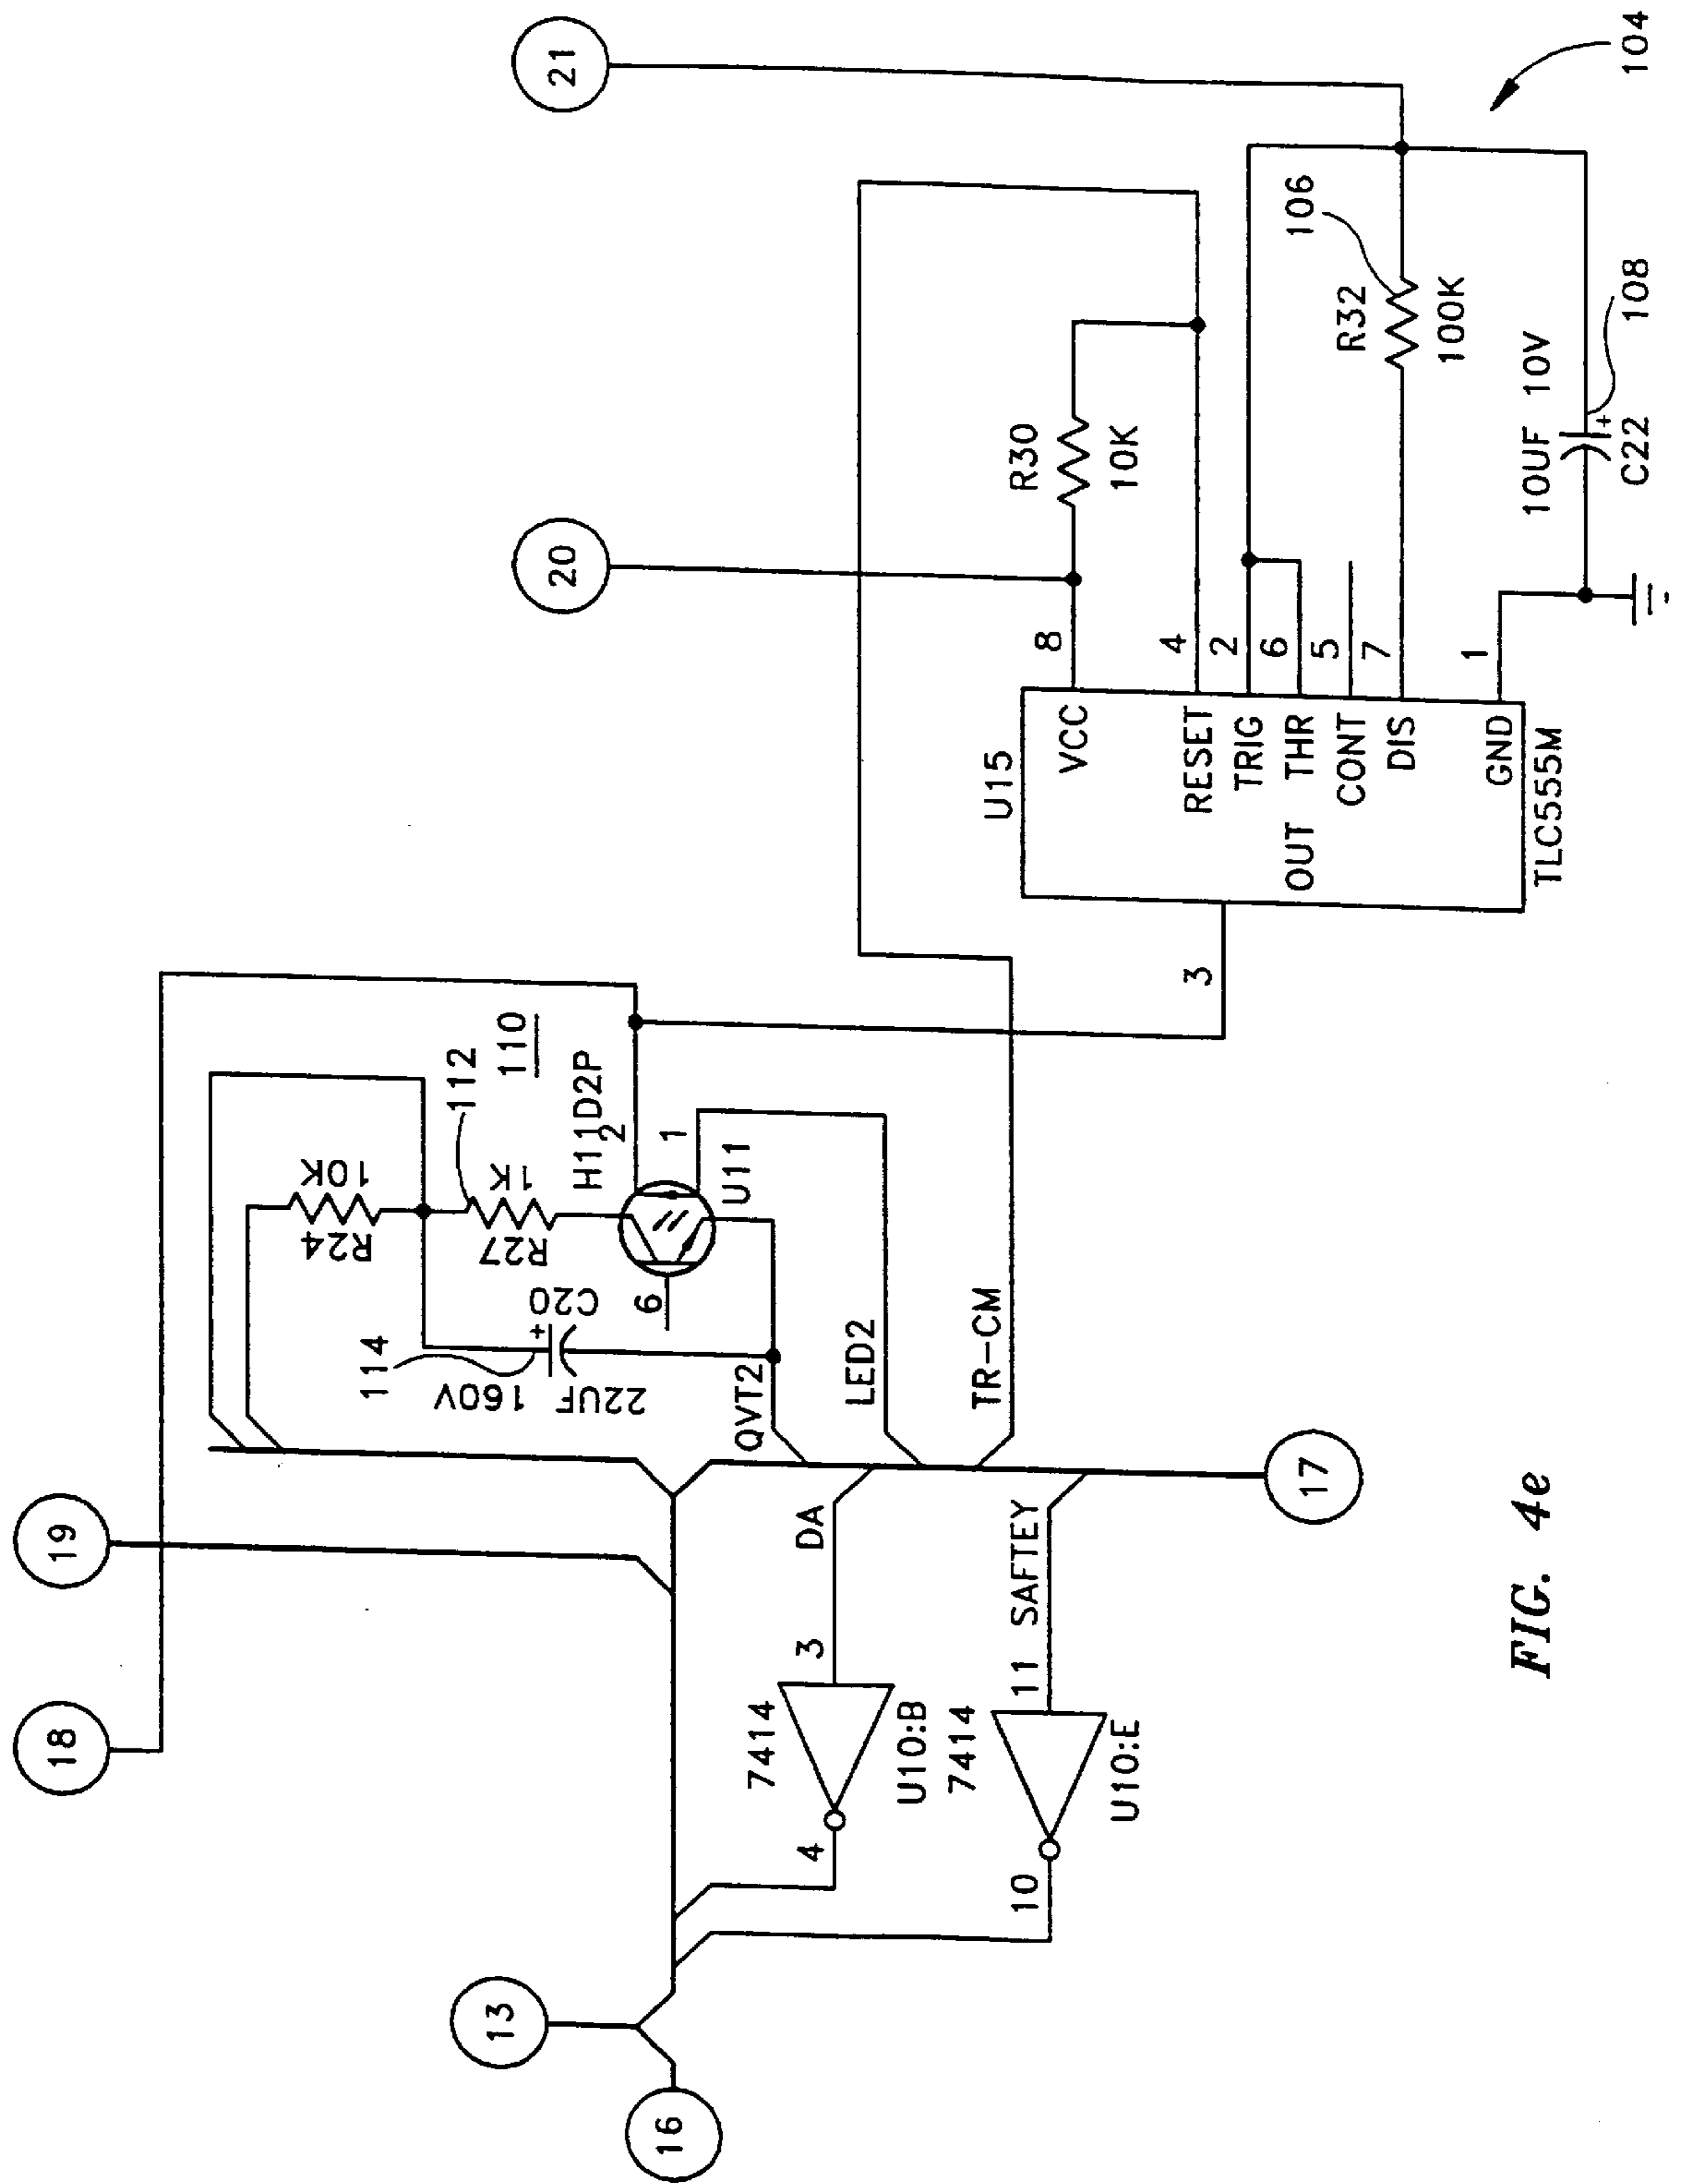 18
19
13
16
20
21
17
R24
10K
112
110
H11D2P
2
1
U11
R27
1K
6
C20
114
160V
22UF
QVT2
LED2
TR-CM
DA
3
7414
4
U10:B
7414
11 SAFTEY
10
U10:E
3
U15
VCC
RESET
TRIG
OUT THR
CONT
DIS
GND
TLC555M
8
4
2
6
5
7
1
R30
10K
R32
100K
106
10UF 10V
C22
+
+
108
104
FIG. 4e